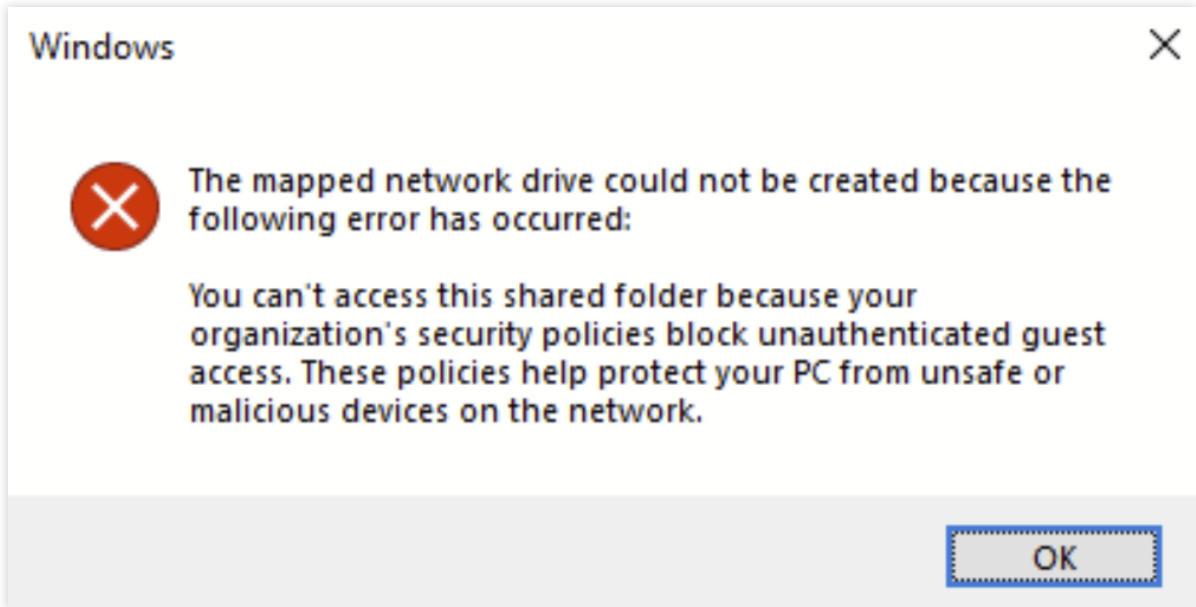 Windows
The mapped network drive could not be created because the
following error has occurred:
You can't access this shared folder because your
organization's security policies block unauthenticated guest
access. These policies help protect your PC from unsafe or
malicious devices on the network.
OK